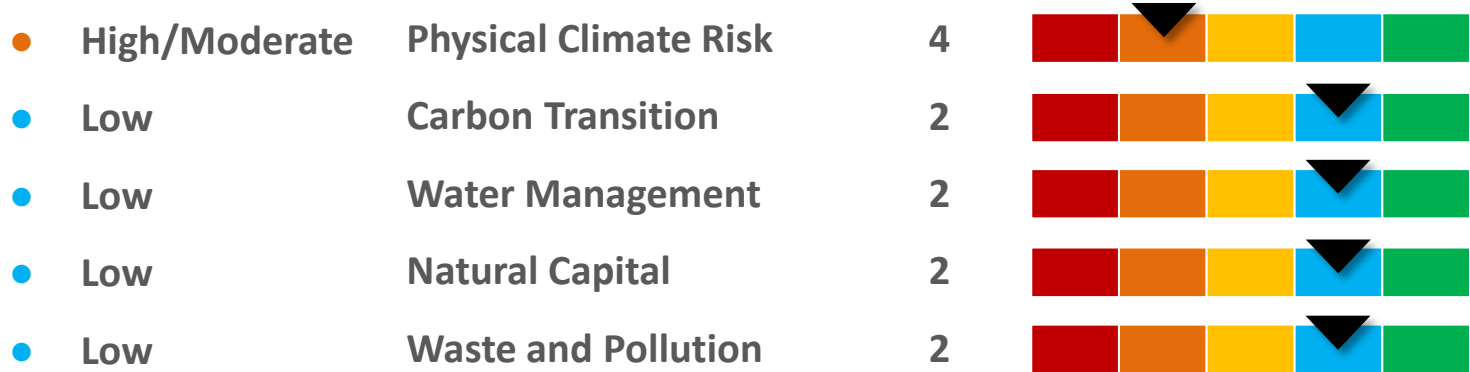 High/Moderate Physical Climate Risk 4
Low Carbon Transition 2
Low Water Management 2
Low Natural Capital 2
Low Waste and Pollution 2